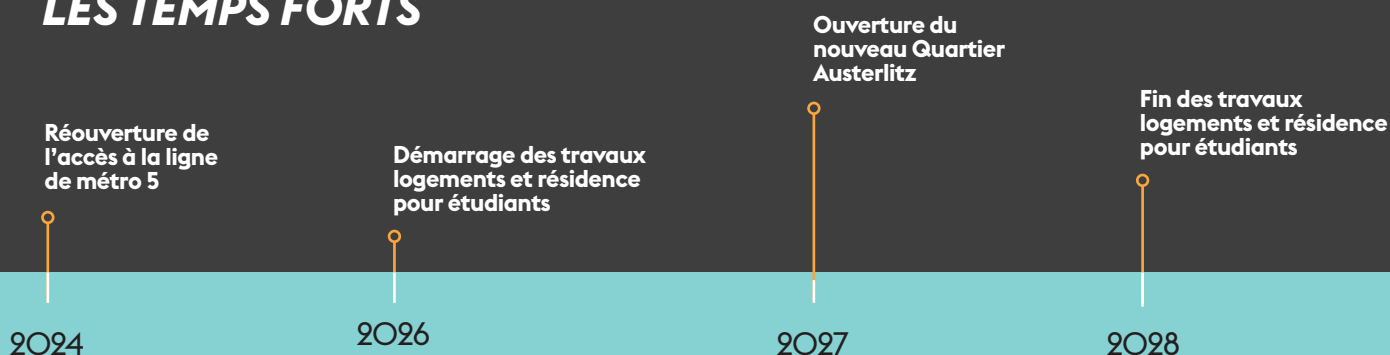 LES TEMPS FORTS
Réouverture de
l'accès à la ligne
de métro 5
2024
Démarrage des travaux
logements et résidence
pour étudiants
2026
Ouverture du
nouveau Quartier
Austerlitz
2027
Fin des travaux
logements et résidence
pour étudiants
2028